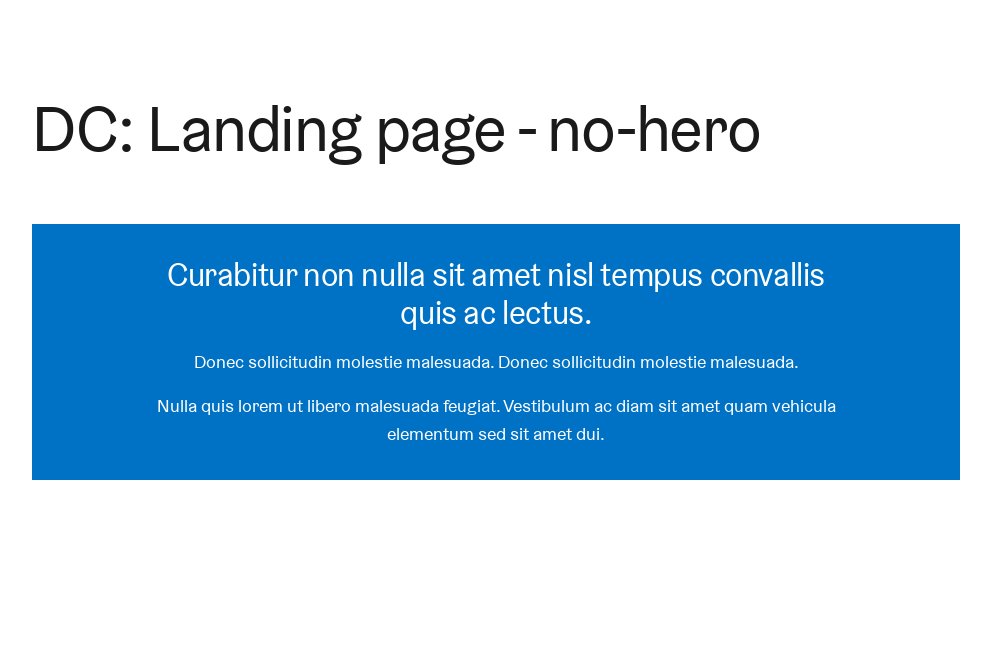 DC: Landing page - no-hero
Curabitur non nulla sit amet nisl tempus convallis
quis ac lectus.
Donec sollicitudin molestie malesuada. Donec sollicitudin molestie malesuada.
Nulla quis lorem ut libero malesuada feugiat. Vestibulum ac diam sit amet quam vehicula
elementum sed sit amet dui.